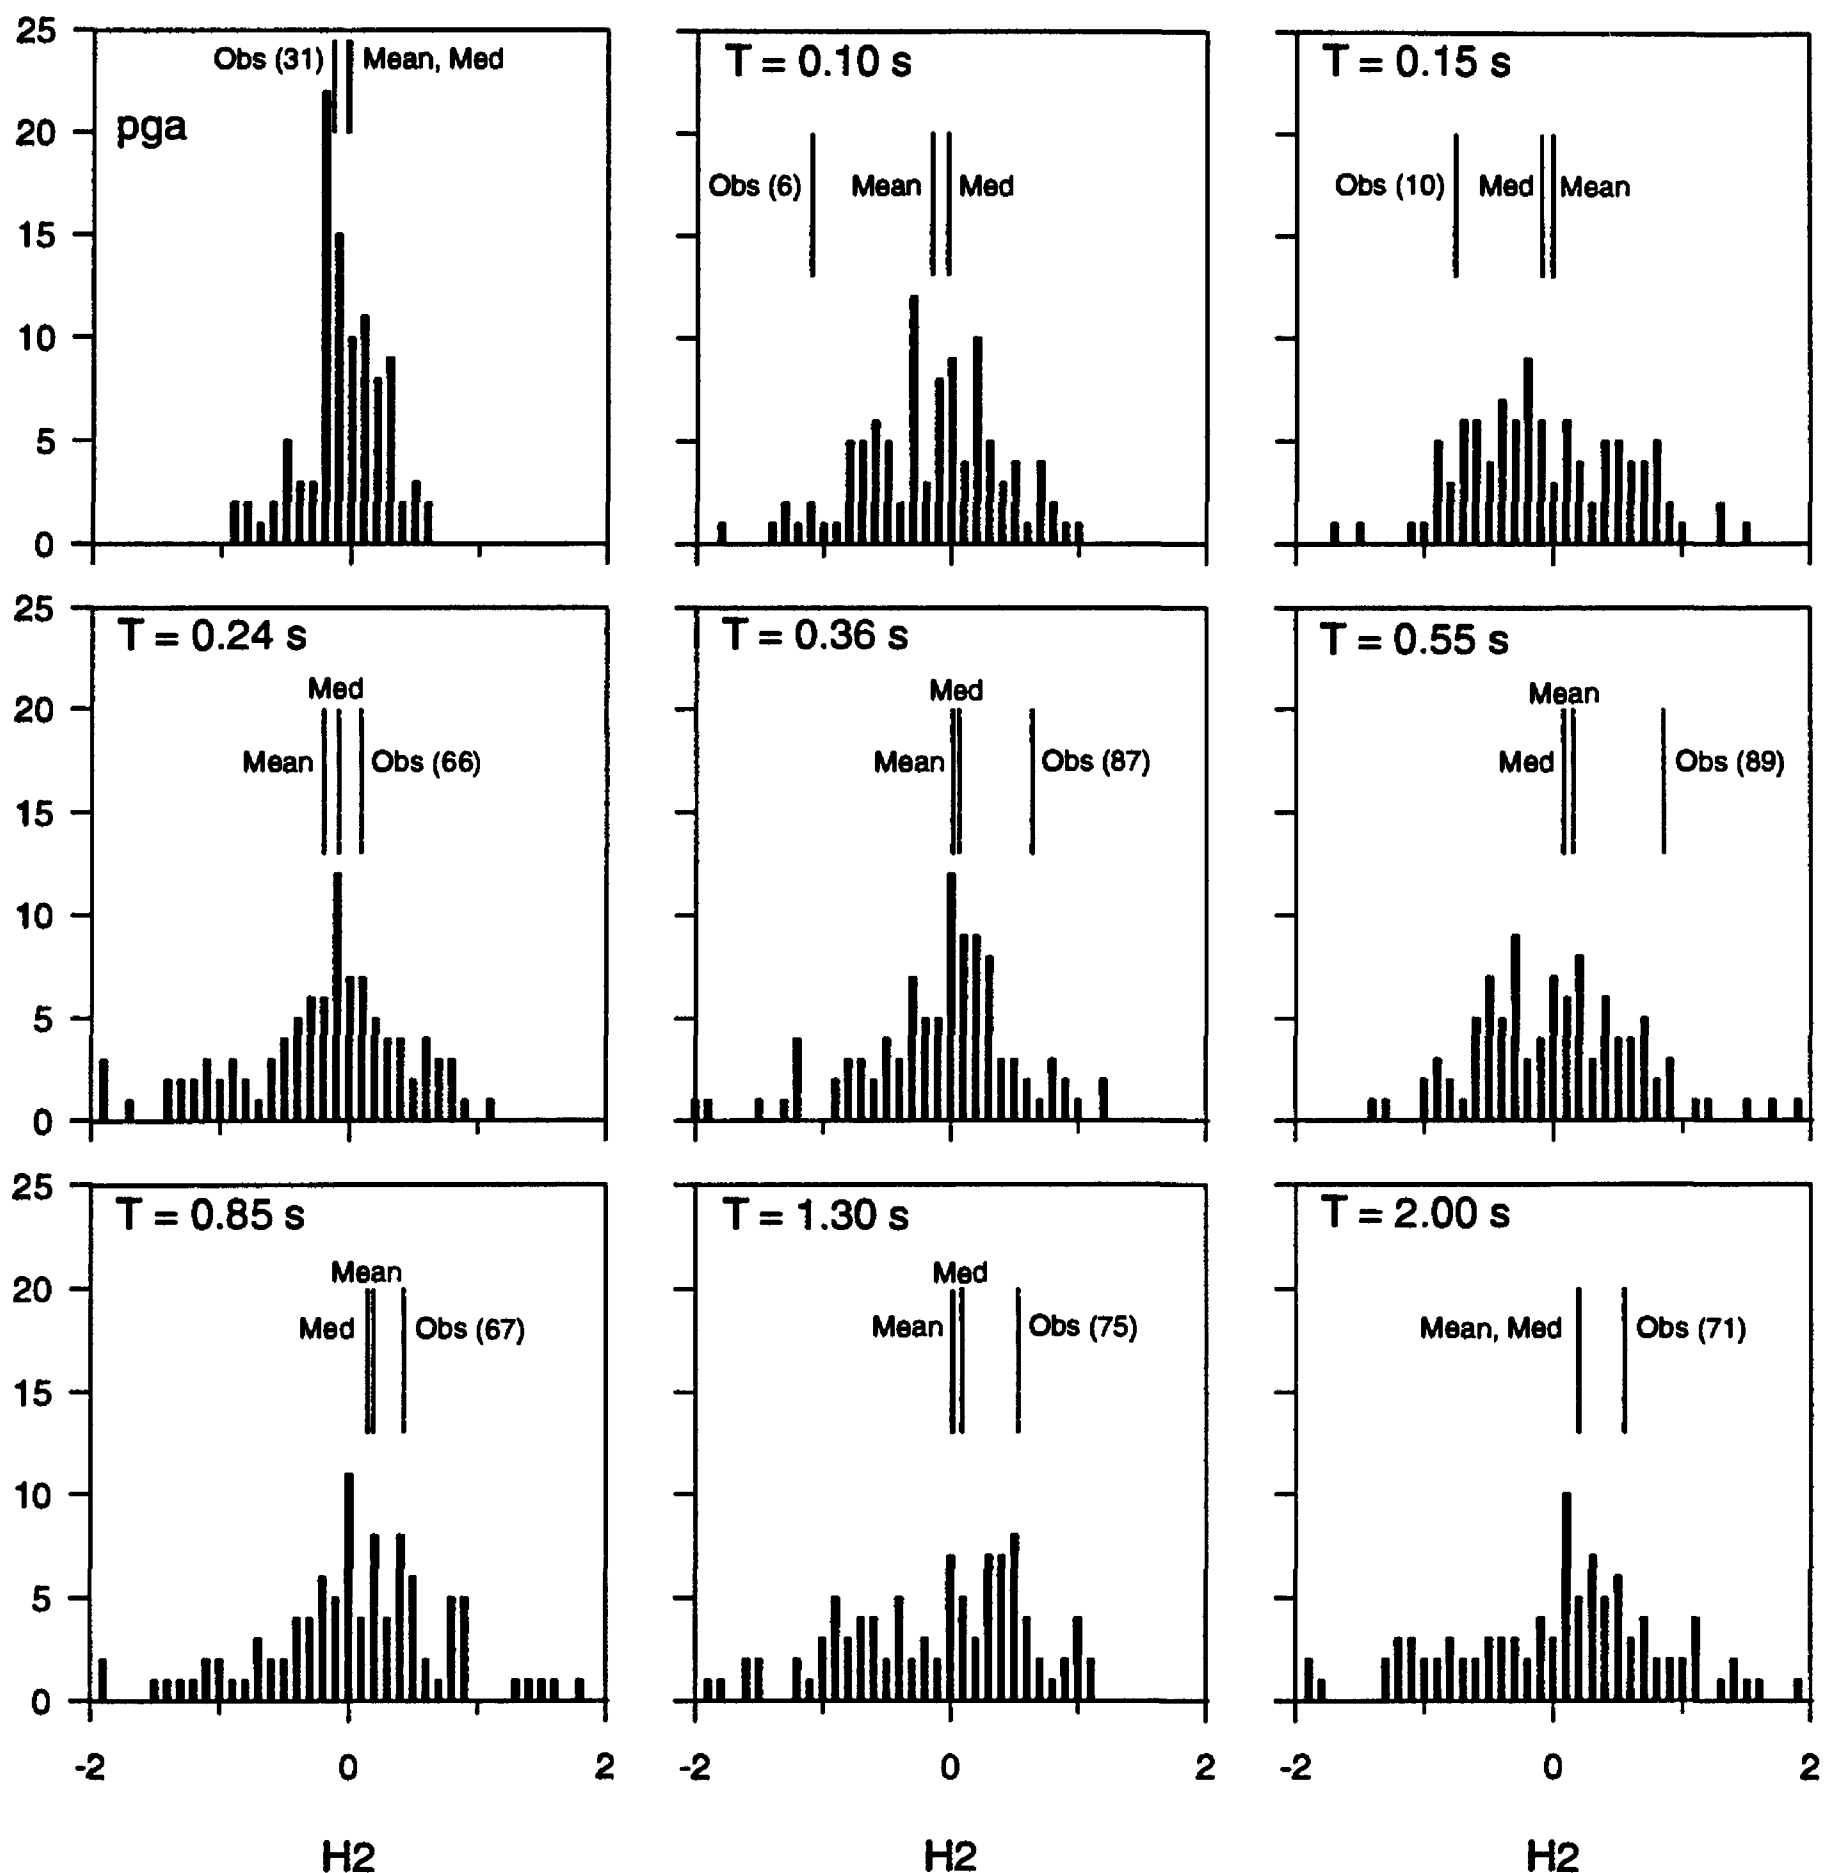 25
20
15
10
5
0
Obs (31)
Mean, Med
pga
T = 0.10 s
Obs (6)
Mean
Med
T = 0.15 s
Obs (10)
Med
Mean
25
20
15
10
5
0
T = 0.24 s
Med
Mean
Obs (66)
T = 0.36 s
Med
Mean
Obs (87)
T = 0.55 s
Mean
Med
Obs (89)
25
20
15
10
5
0
T = 0.85 s
Mean
Med
Obs (67)
T = 1.30 s
Med
Mean
Obs (75)
T = 2.00 s
Mean, Med
Obs (71)
-2 0 2
-2 0 2
-2 0 2
H2
H2
H2